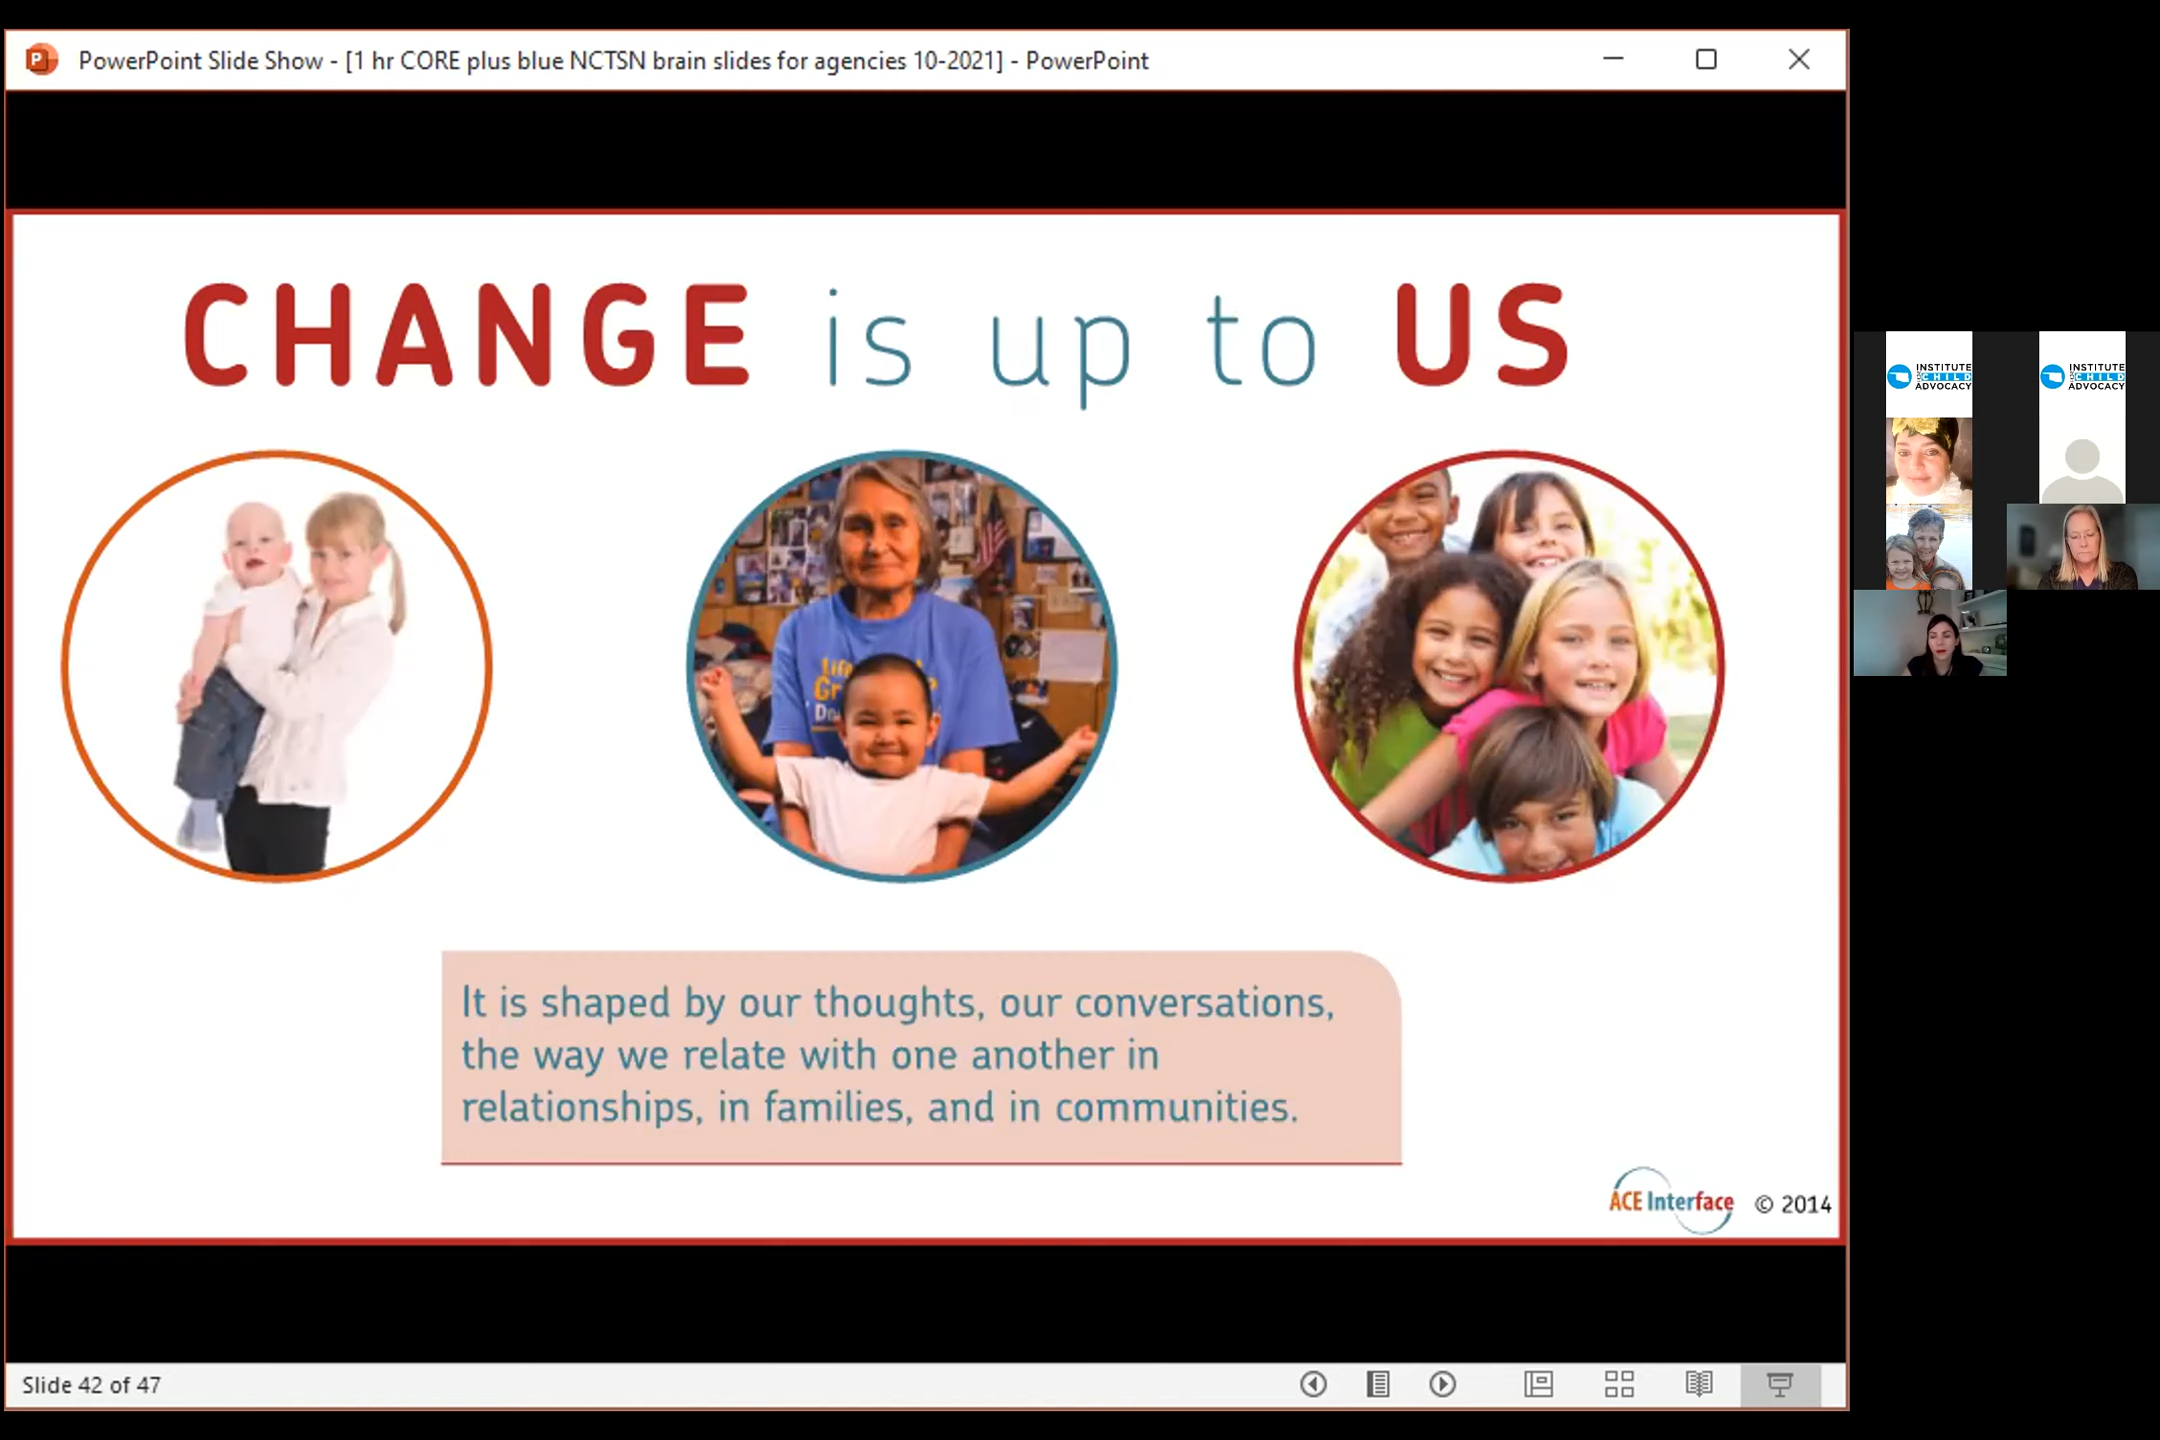 PowerPoint Slide Show - [1 hr CORE plus blue NCTSN brain slides for agencies 10-2021] - PowerPoint
CHANGE is up to US
It is shaped by our thoughts, our conversations,
the way we relate with one another in
relationships, in families, and in communities.
ACE Interface © 2014
Slide 42 of 47
INSTITUTE
CHILD
ADVOCACY
INSTITUTE
CHILD
ADVOCACY